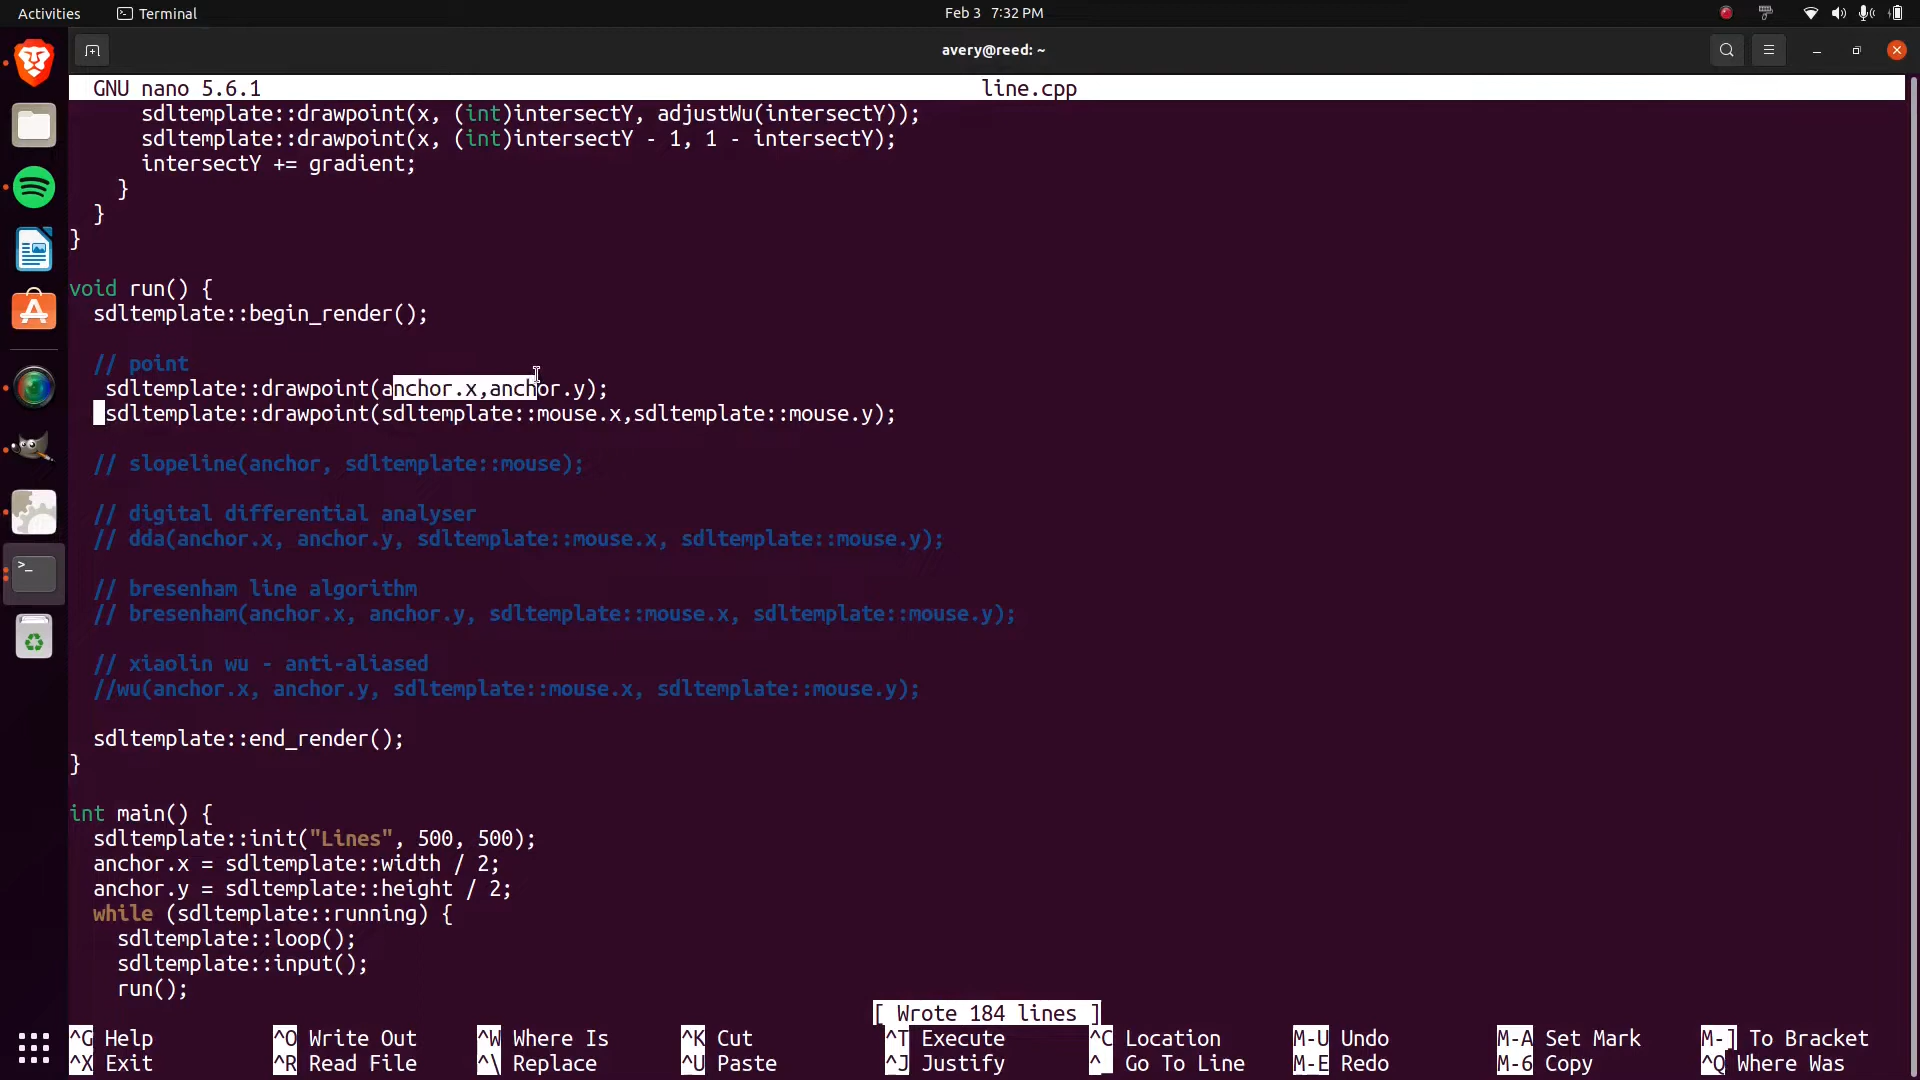 Activities Terminal Feb 3 7:32 PM
avery@reed: ~
GNU nano 5.6.1 line.cpp
sdltemplate::drawpoint(x, (int)intersectY, adjustWu(intersectY));
sdltemplate::drawpoint(x, (int)intersectY - 1, 1 - intersectY);
intersectY += gradient;
}
}
}
void run() {
sdltemplate::begin_render();
// point
sdltemplate::drawpoint(anchor.x,anchor.y);
sdltemplate::drawpoint(sdltemplate::mouse.x,sdltemplate::mouse.y);
// slopeline(anchor, sdltemplate::mouse);
// digital differential analyser
// dda(anchor.x, anchor.y, sdltemplate::mouse.x, sdltemplate::mouse.y);
// bresenham line algorithm
// bresenham(anchor.x, anchor.y, sdltemplate::mouse.x, sdltemplate::mouse.y);
// xiaolin wu - anti-aliased
//wu(anchor.x, anchor.y, sdltemplate::mouse.x, sdltemplate::mouse.y);
sdltemplate::end_render();
}
int main() {
sdltemplate::init("Lines", 500, 500);
anchor.x = sdltemplate::width / 2;
anchor.y = sdltemplate::height / 2;
while (sdltemplate::running) {
sdltemplate::loop();
sdltemplate::input();
run();
[ Wrote 184 lines ]
^G Help ^O Write Out ^W Where Is ^K Cut ^T Execute ^C Location M-U Undo M-A Set Mark M-] To Bracket
^X Exit ^R Read File ^\ Replace ^U Paste ^J Justify ^ Go To Line M-E Redo M-6 Copy ^Q Where Was